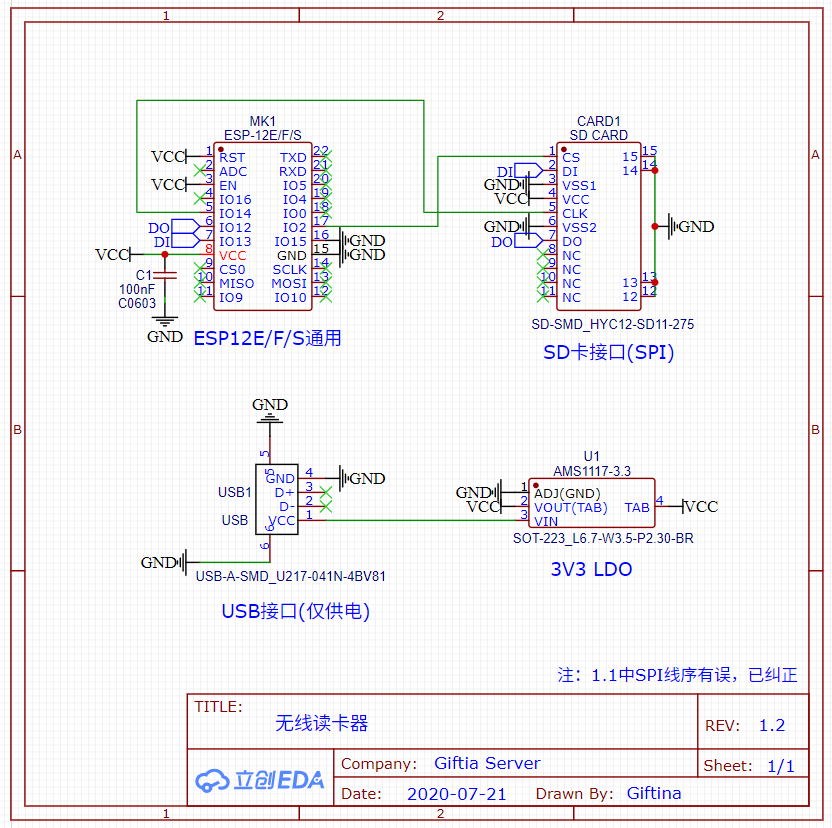 1 2
A A
MK1
ESP-12E/F/S
CARD1
SD CARD
VCC 1 RST TXD 22
2 ADC RXD 21
VCC 3 EN IO5 20
4 IO16 IO4 19
5 IO14 IO0 18
DO 6 IO12 IO2 17
DI 7 IO13 IO15 16 GND
VCC 8 VCC GND 15 GND
9 CS0 SCLK 14
10 MISO MOSI 13
11 IO9 IO10 12
C1
100nF
C0603
GND
ESP12E/F/S通用
1 CS 15 15
DI 2 DI 14 14
GND 3 VSS1
VCC 4 VCC
5 CLK
GND 6 VSS2 GND
DO 7 DO
8 NC
9 NC
10 NC 13 13
11 NC 12 12
SD-SMD_HYC12-SD11-275
SD卡接口(SPI)
B B
GND
5
5
USB1
USB
GND 4 GND
D+ 3
D- 2
VCC 1
6
6
GND
USB-A-SMD_U217-041N-4BV81
USB接口(仅供电)
U1
AMS1117-3.3
GND 1 ADJ(GND)
VCC 2 VOUT(TAB) TAB 4 VCC
3 VIN
SOT-223_L6.7-W3.5-P2.30-BR
3V3 LDO
注：1.1中SPI线序有误，已纠正
TITLE:
无线读卡器
REV: 1.2
立创EDA
Company: Giftia Server
Sheet: 1/1
Date: 2020-07-21 Drawn By: Giftina
1 2